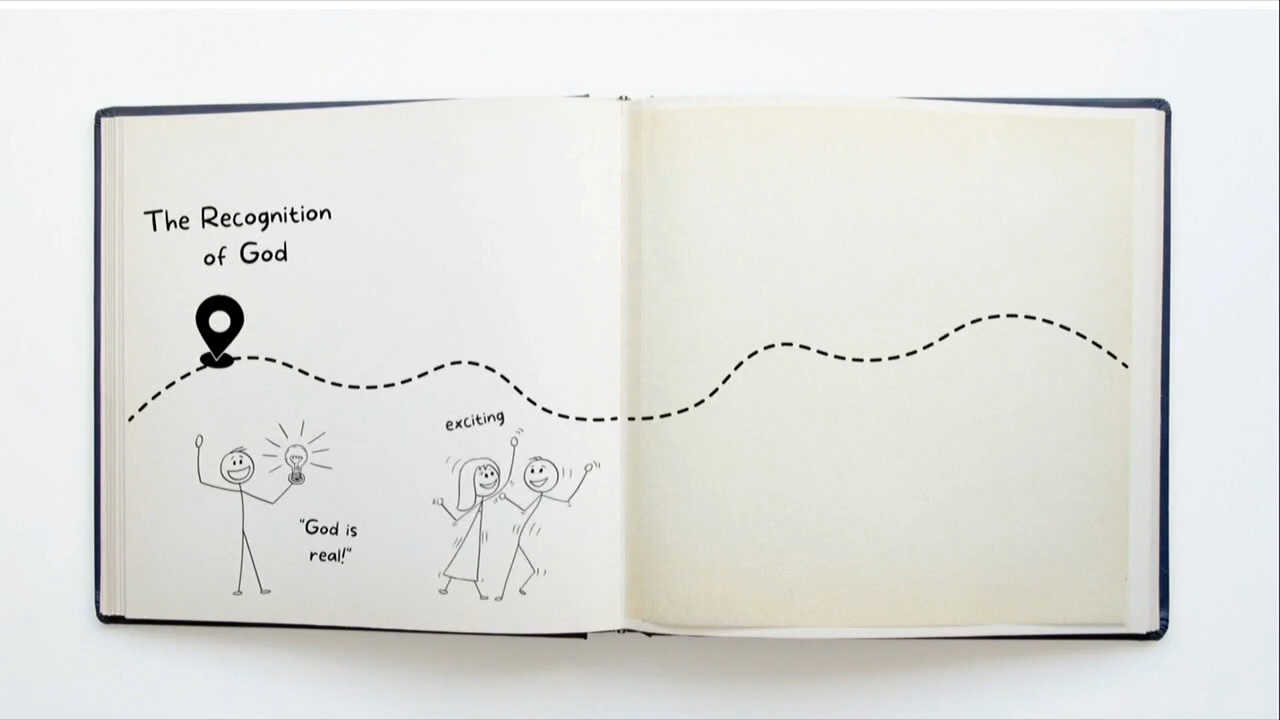 The Recognition
of God
exciting
"God is
real!"